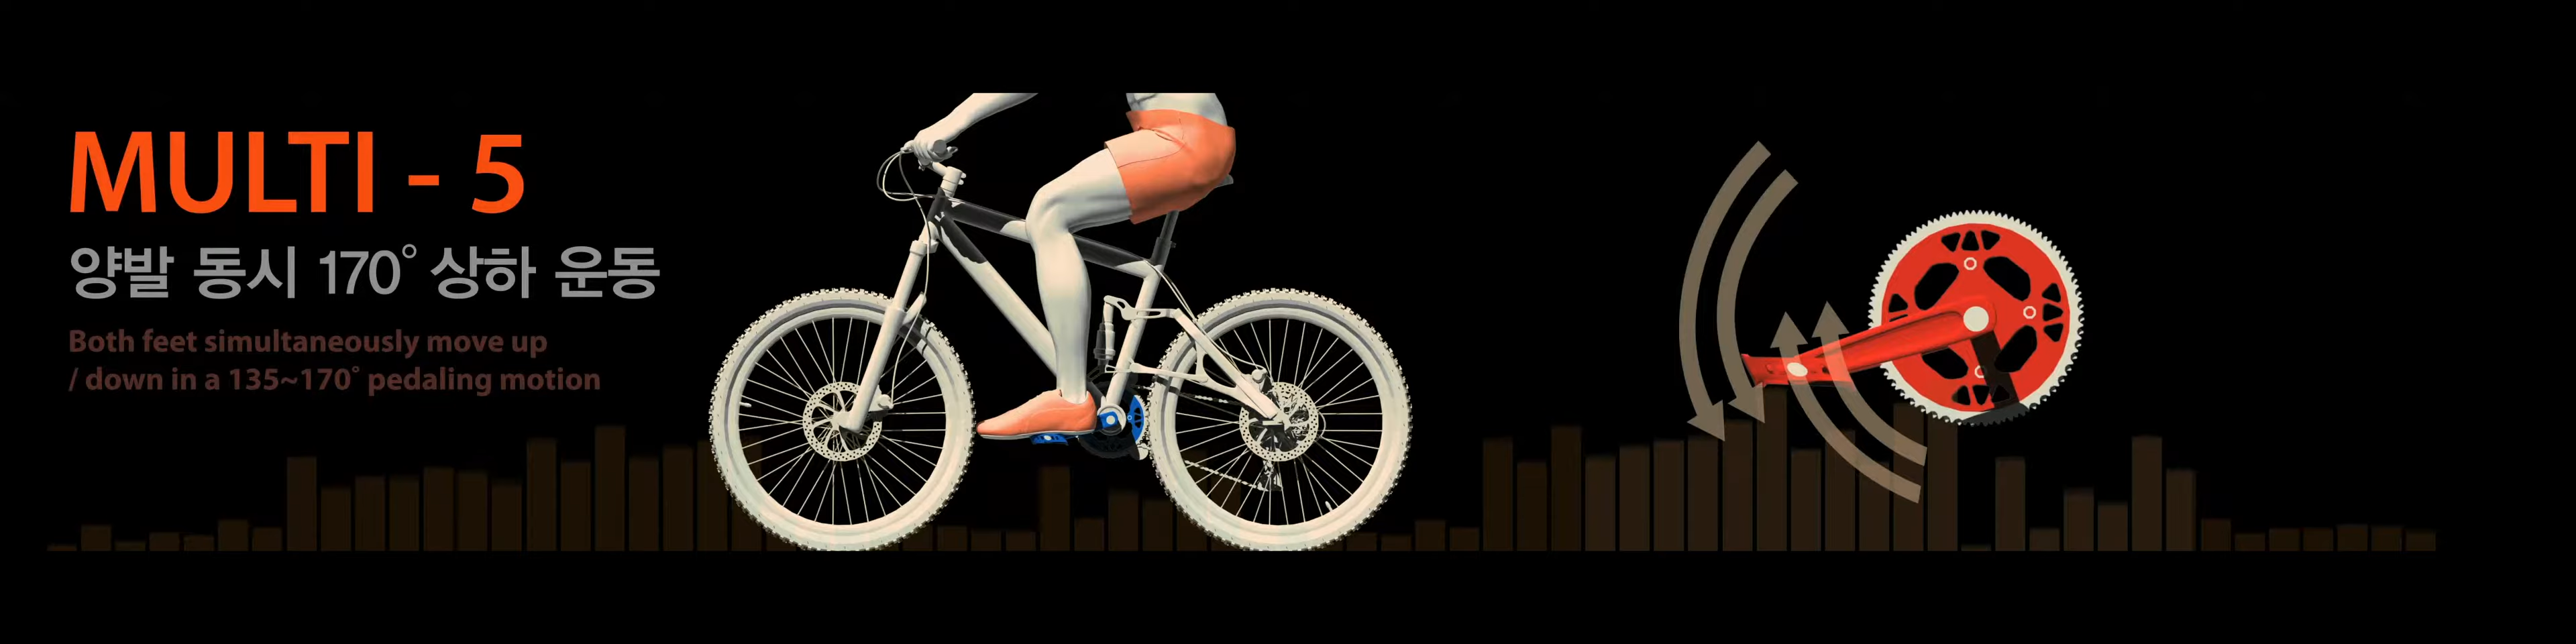 MULTI - 5
양발 동시 170° 상하 운동
Both feet simultaneously move up
/ down in a 135~170° pedaling motion